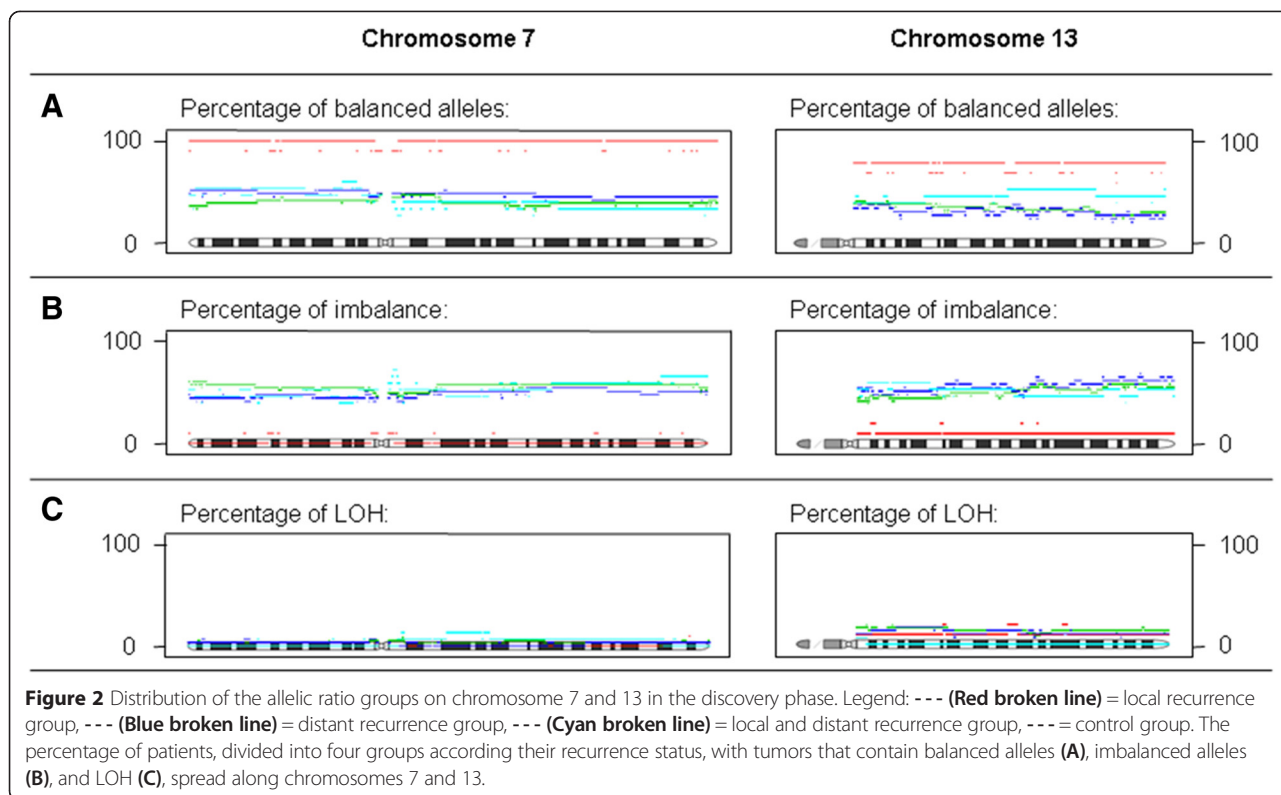 Chromosome 7 Chromosome 13
A Percentage of balanced alleles: Percentage of balanced alleles:
100 100
0 0
B Percentage of imbalance: Percentage of imbalance:
100 100
0 0
C Percentage of LOH: Percentage of LOH:
100 100
0 0
Figure 2 Distribution of the allelic ratio groups on chromosome 7 and 13 in the discovery phase. Legend: --- (Red broken line) = local recurrence
group, --- (Blue broken line) = distant recurrence group, --- (Cyan broken line) = local and distant recurrence group, --- = control group. The
percentage of patients, divided into four groups according their recurrence status, with tumors that contain balanced alleles (A), imbalanced alleles
(B), and LOH (C), spread along chromosomes 7 and 13.